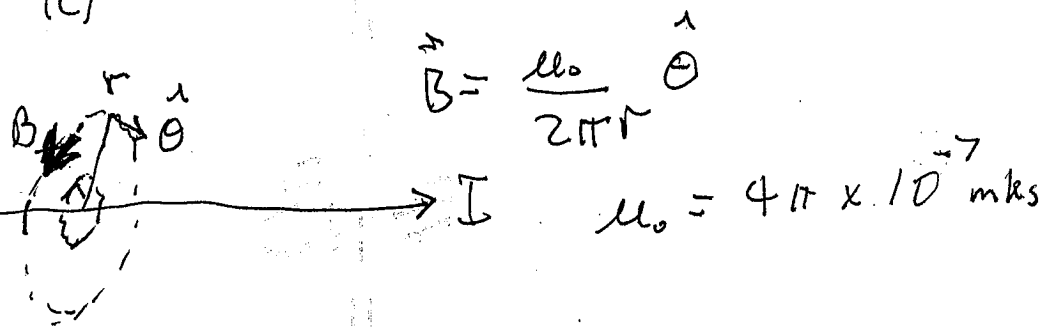 (C)
B⃗ = μ₀ / 2πr θ̂
r
B θ̂
I μ₀ = 4π x 10⁻⁷ mks